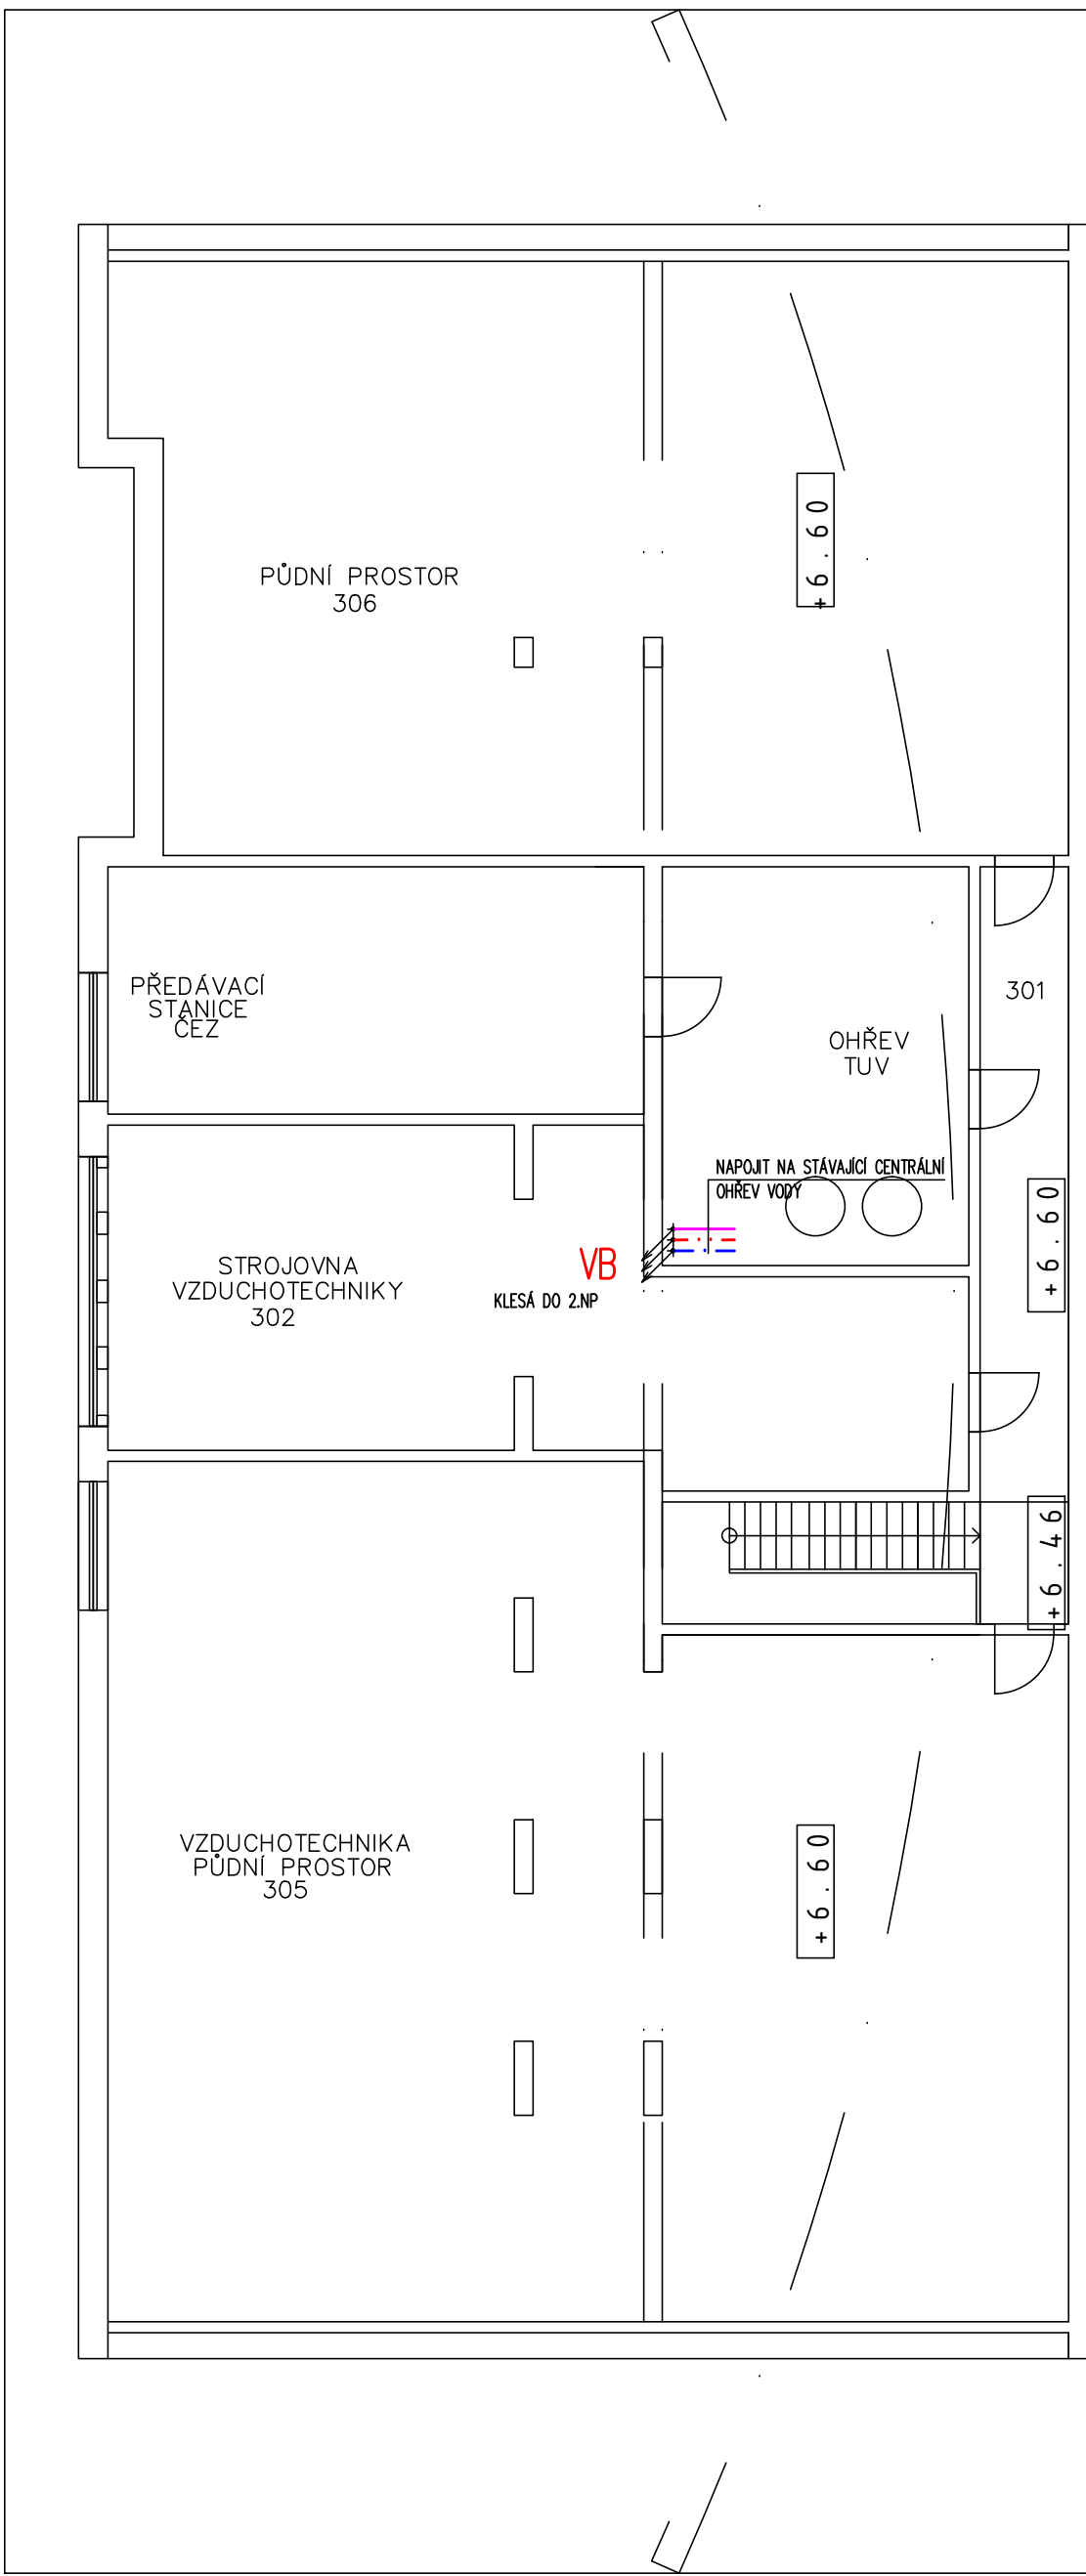 +6.60
PŮDNÍ PROSTOR
306
PŘEDÁVACÍ
STANICE
ČEZ
301
OHŘEV
TUV
NAPOJIT NA STÁVAJÍCÍ CENTRÁLNÍ
OHŘEV VODY
+6.60
STROJOVNA
VZDUCHOTECHNIKY
302
VB
KLESÁ DO 2.NP
+6.46
VZDUCHOTECHNIKA
PŮDNÍ PROSTOR
305
+6.60